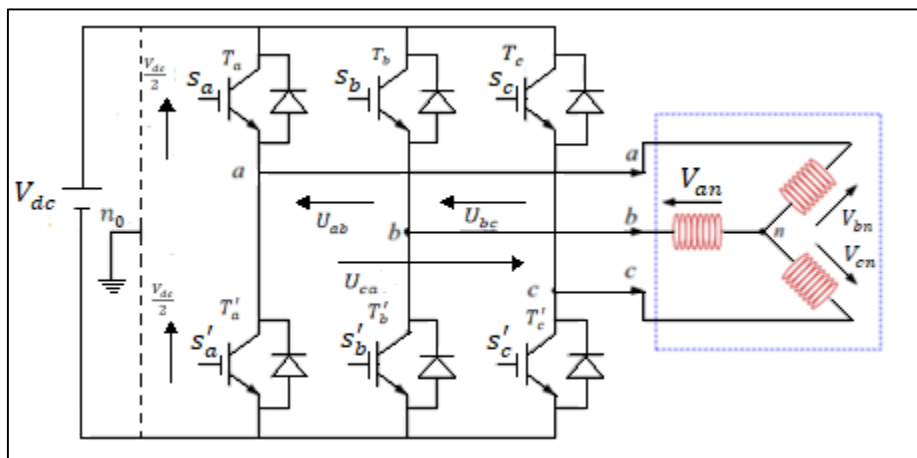 T_a
T_b
T_c
V_dc/2
S_a
S_b
S_c
a
a
V_dc
V_an
n_0
U_ab
b
U_bc
b
n
V_bn
U_ca
c
c
V_cn
V_dc/2
T'_a
T'_b
T'_c
S'_a
S'_b
S'_c